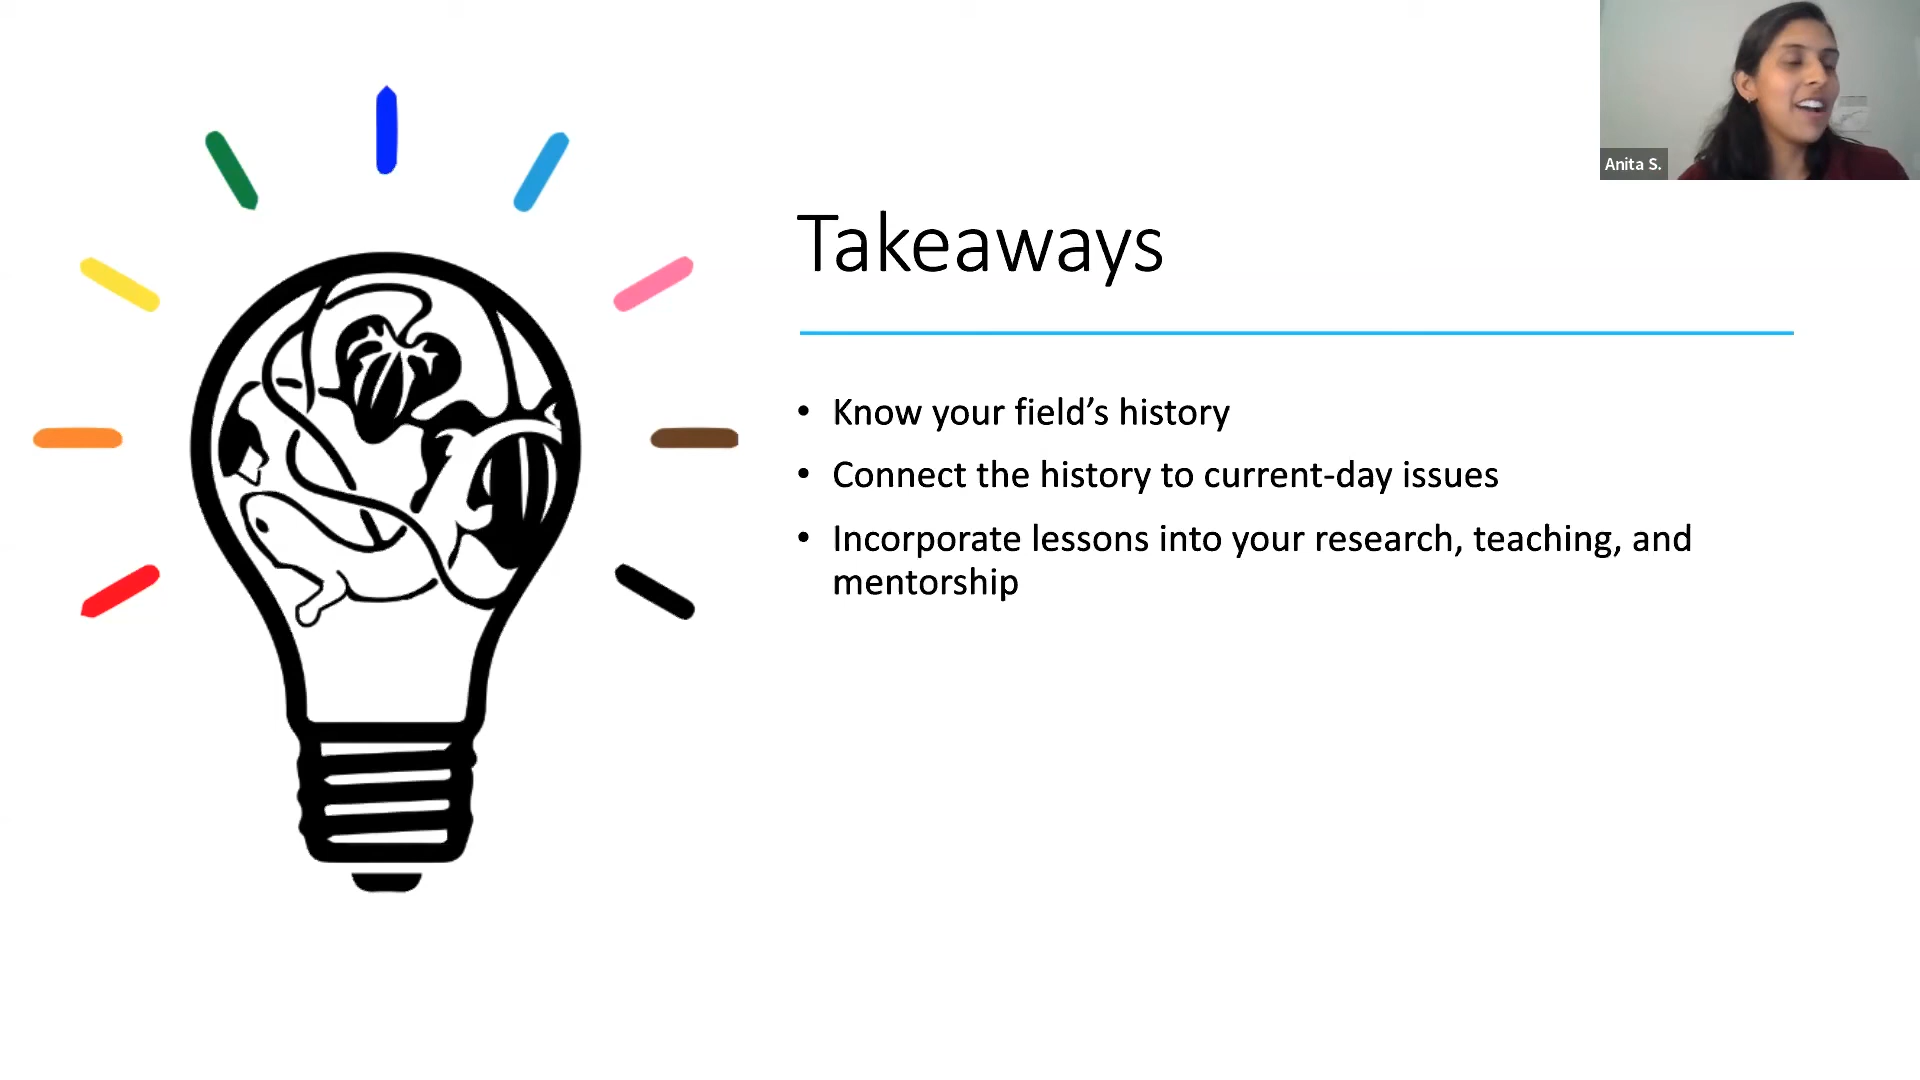 Anita S.
Takeaways
• Know your field’s history
• Connect the history to current-day issues
• Incorporate lessons into your research, teaching, and
mentorship